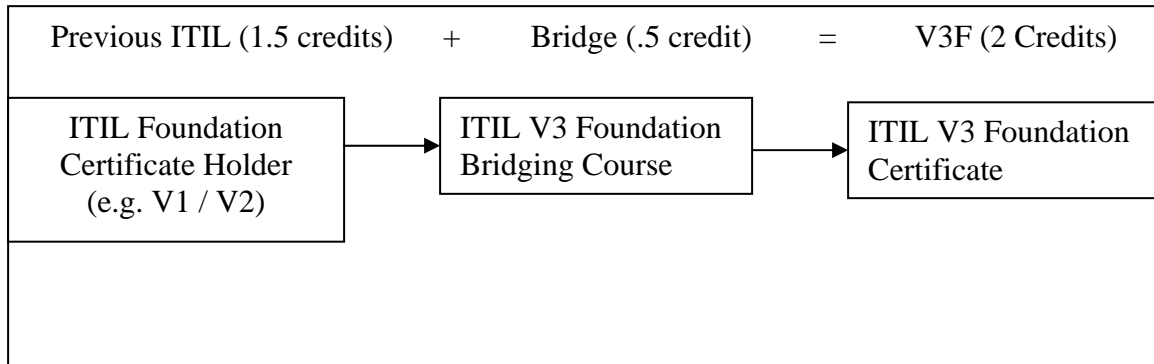 Previous ITIL (1.5 credits) + Bridge (.5 credit) = V3F (2 Credits)
ITIL Foundation
Certificate Holder
(e.g. V1 / V2)
ITIL V3 Foundation
Bridging Course
ITIL V3 Foundation
Certificate